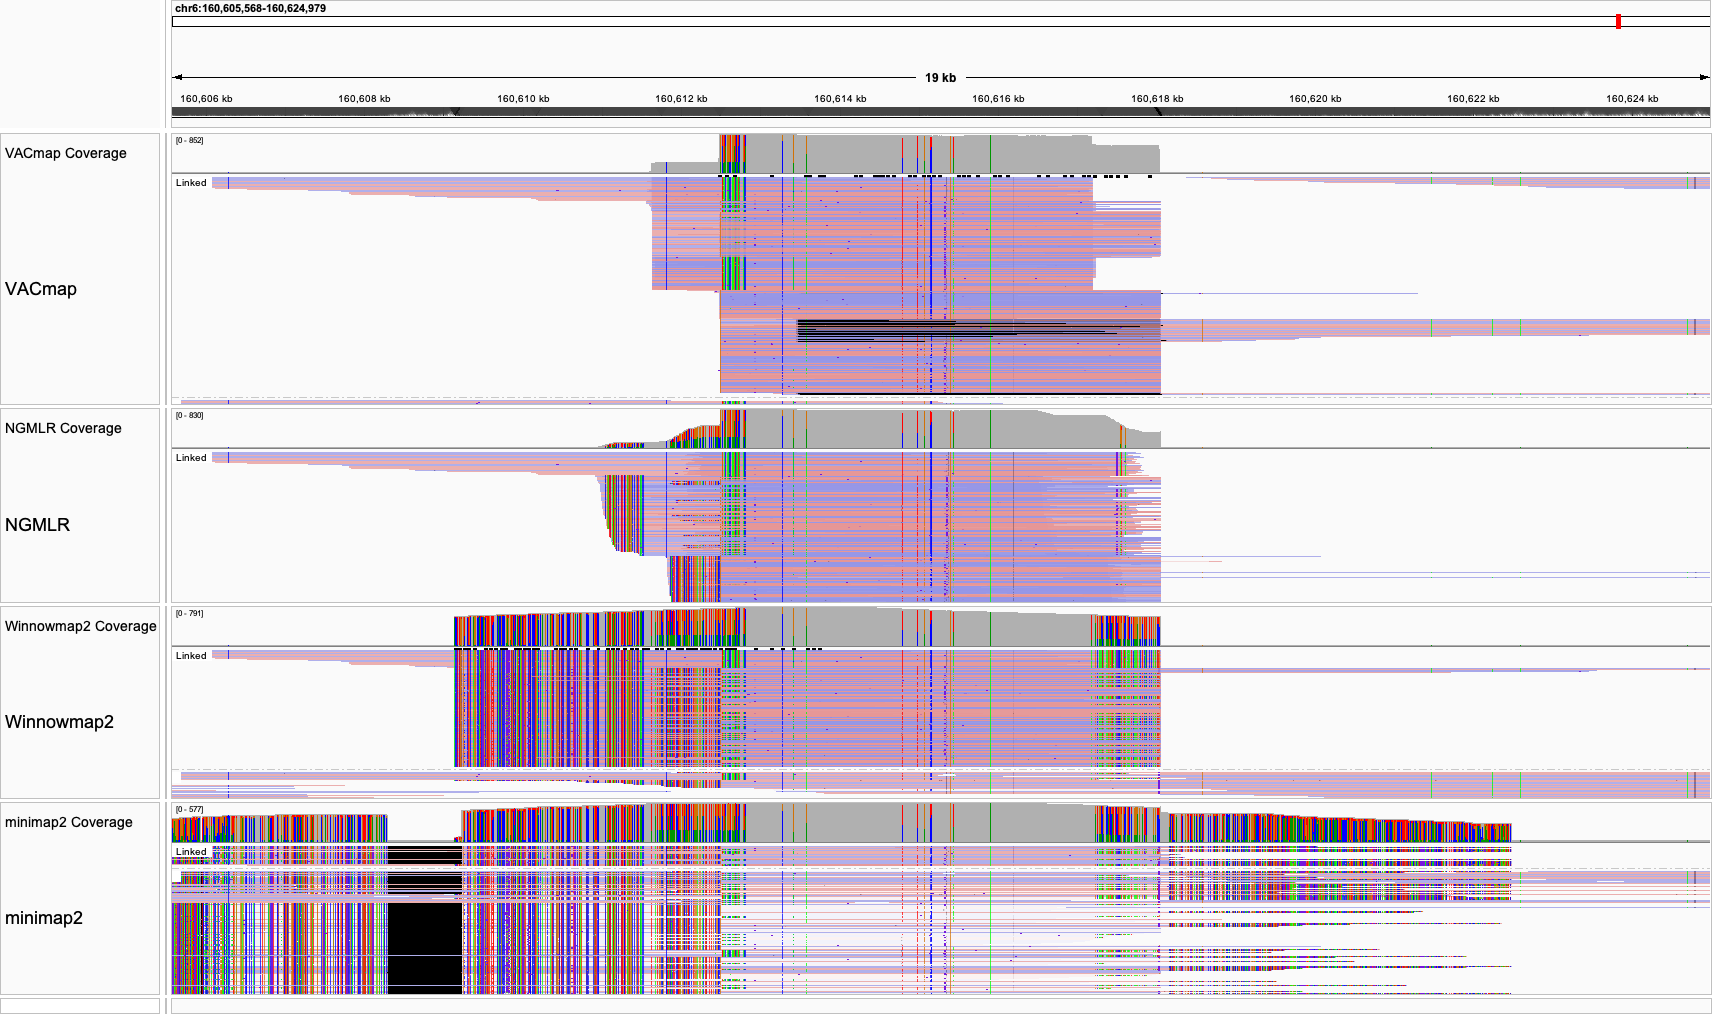 chr6:160,605,568-160,624,979
19 kb
160,606 kb 160,608 kb 160,610 kb 160,612 kb 160,614 kb 160,616 kb 160,618 kb 160,620 kb 160,622 kb 160,624 kb
VACmap Coverage
[0 - 852]
Linked
VACmap
NGMLR Coverage
[0 - 830]
Linked
NGMLR
Winnowmap2 Coverage
[0 - 791]
Linked
Winnowmap2
minimap2 Coverage
[0 - 577]
Linked
minimap2